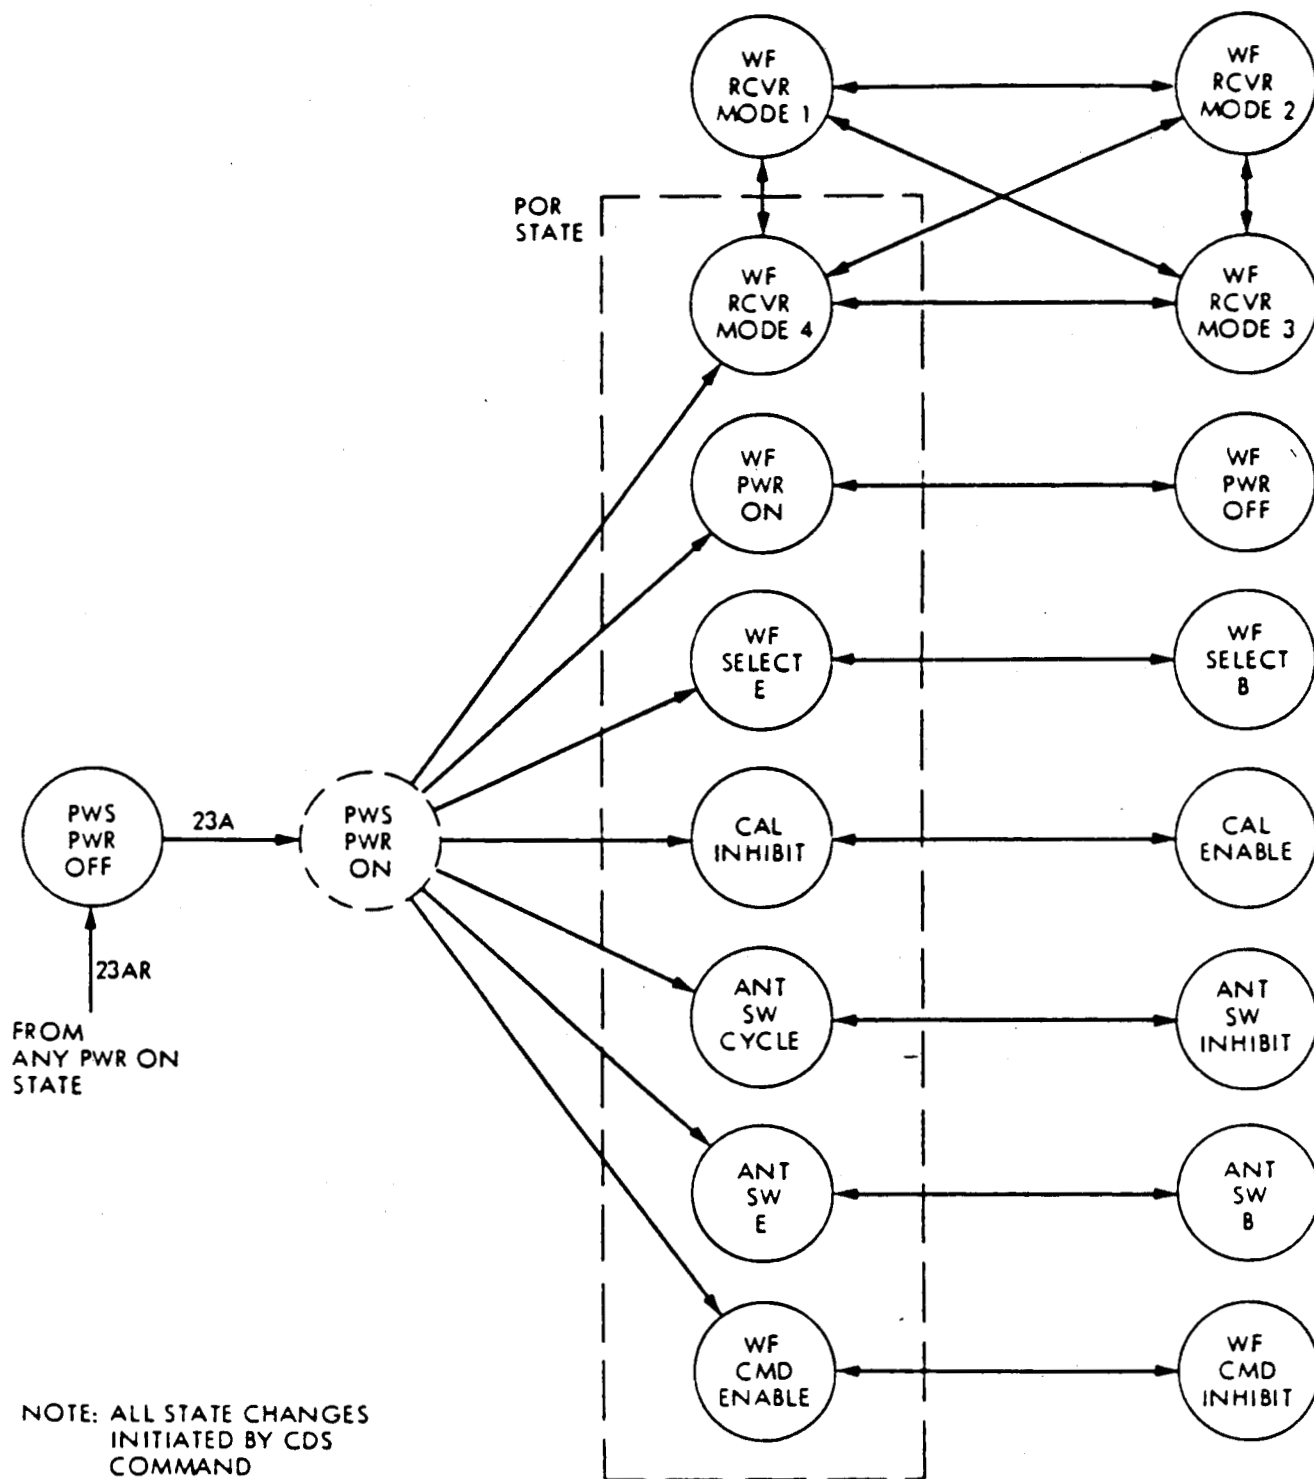 WF
RCVR
MODE 1
WF
RCVR
MODE 2
POR
STATE
WF
RCVR
MODE 4
WF
RCVR
MODE 3
WF
PWR
ON
WF
PWR
OFF
WF
SELECT
E
WF
SELECT
B
PWS
PWR
OFF
23A
PWS
PWR
ON
CAL
INHIBIT
CAL
ENABLE
23AR
FROM
ANY PWR ON
STATE
ANT
SW
CYCLE
ANT
SW
INHIBIT
ANT
SW
E
ANT
SW
B
WF
CMD
ENABLE
WF
CMD
INHIBIT
NOTE: ALL STATE CHANGES
INITIATED BY CDS
COMMAND